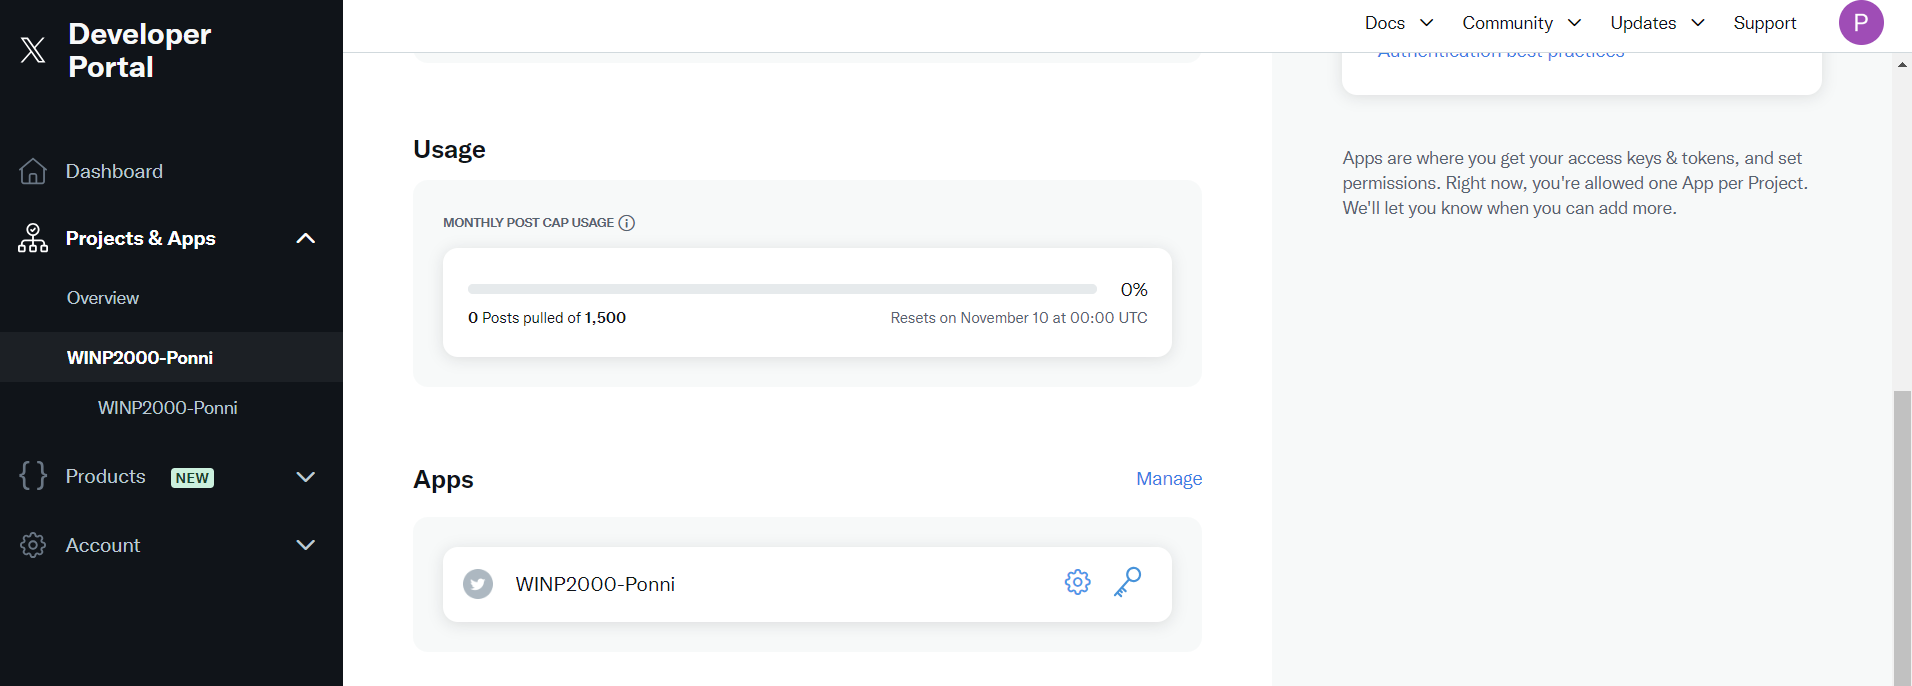 Developer
Portal
Docs
Community
Updates
Support
P
Dashboard
Projects & Apps
Overview
WINP2000-Ponni
WINP2000-Ponni
Products NEW
Account
Usage
MONTHLY POST CAP USAGE
0%
0 Posts pulled of 1,500
Resets on November 10 at 00:00 UTC
Apps
Manage
WINP2000-Ponni
Authentication best practices
Apps are where you get your access keys & tokens, and set
permissions. Right now, you're allowed one App per Project.
We'll let you know when you can add more.